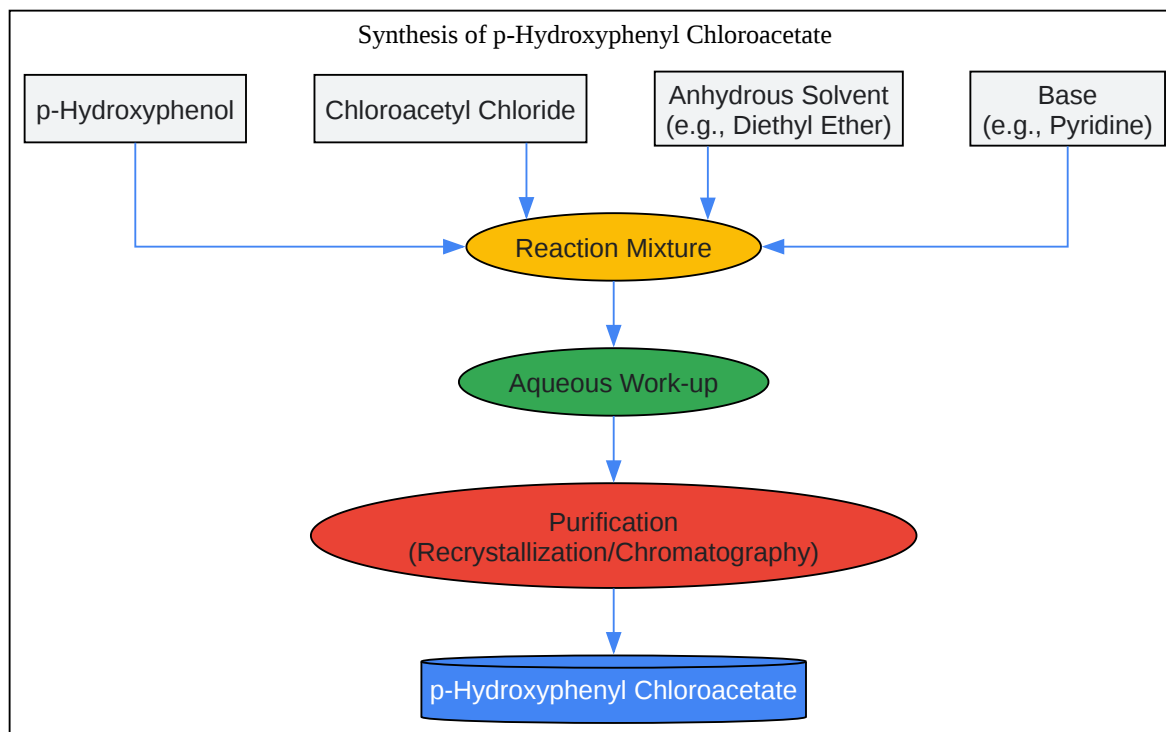 Synthesis of p-Hydroxyphenyl Chloroacetate
p-Hydroxyphenol
Chloroacetyl Chloride
Anhydrous Solvent
(e.g., Diethyl Ether)
Base
(e.g., Pyridine)
Reaction Mixture
Aqueous Work-up
Purification
(Recrystallization/Chromatography)
p-Hydroxyphenyl Chloroacetate